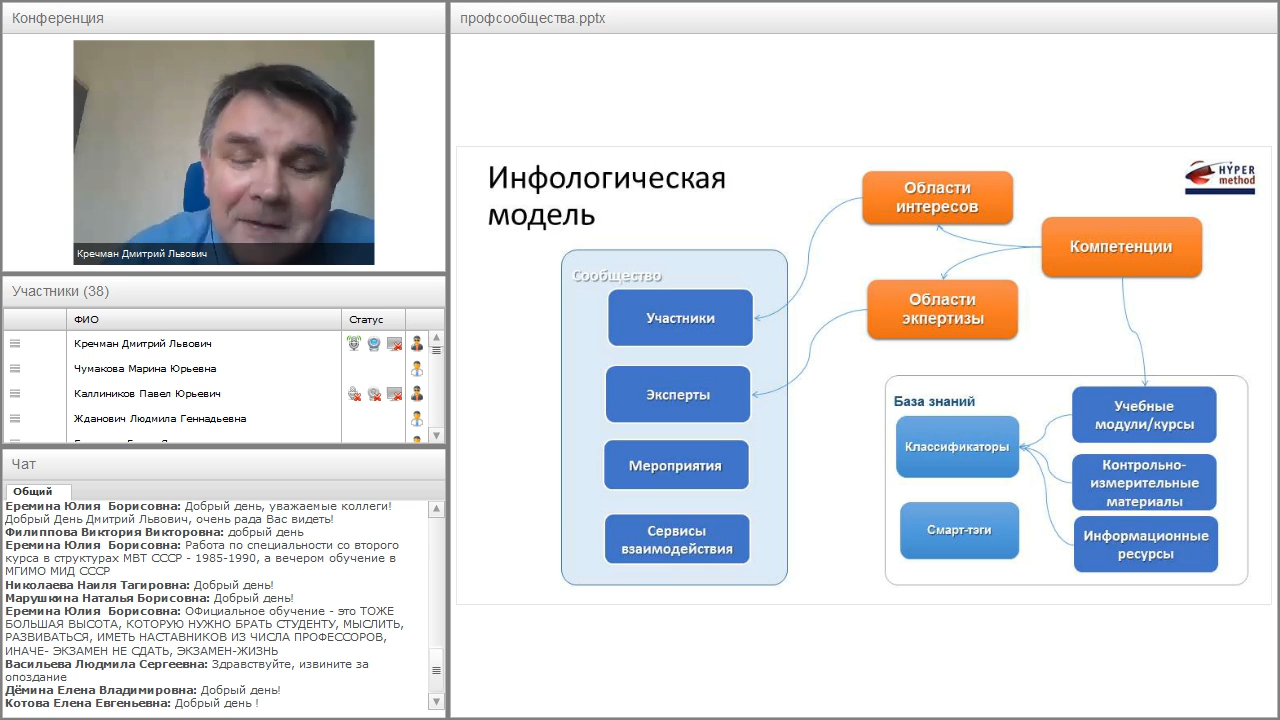 Конференция
Кречман Дмитрий Львович
Участники (38)
ФИО
Статус
Кречман Дмитрий Львович
Чумакова Марина Юрьевна
Каллиников Павел Юрьевич
Жданович Людмила Геннадьевна
Чат
Общий
Еремина Юлия Борисовна: Добрый день, уважаемые коллеги!
Добрый День Дмитрий Львович, очень рада Вас видеть!
Филиппова Виктория Викторовна: добрый день
Еремина Юлия Борисовна: Работа по специальности со второго
курса в структурах МВТ СССР - 1985-1990, а вечером обучение в
МГИМО МИД СССР
Николаева Наиля Тагировна: Добрый день!
Марушкина Наталья Борисовна: Добрый день!
Еремина Юлия Борисовна: ОФициальное обучение - это ТОЖЕ
БОЛЬШАЯ ВЫСОТА, КОТОРУЮ НУЖНО БРАТЬ СТУДЕНТУ, МЫСЛИТЬ,
РАЗВИВАТЬСЯ, ИМЕТЬ НАСТАВНИКОВ ИЗ ЧИСЛА ПРОФЕССОРОВ,
ИНАЧЕ- ЭКЗАМЕН НЕ СДАТЬ, ЭКЗАМЕН-ЖИЗНЬ
Васильева Людмила Сергеевна: Здравствуйте, извините за
опоздание
Дёмина Елена Владимировна: Добрый день!
Котова Елена Евгеньевна: Добрый день !
профсообщества.pptx
Инфологическая
модель
HYPER
method
Области
интересов
Компетенции
Области
экпертизы
Сообщество
Участники
Эксперты
Мероприятия
Сервисы
взаимодействия
База знаний
Классификаторы
Смарт-тэги
Учебные
модули/курсы
Контрольно-
измерительные
материалы
Информационные
ресурсы